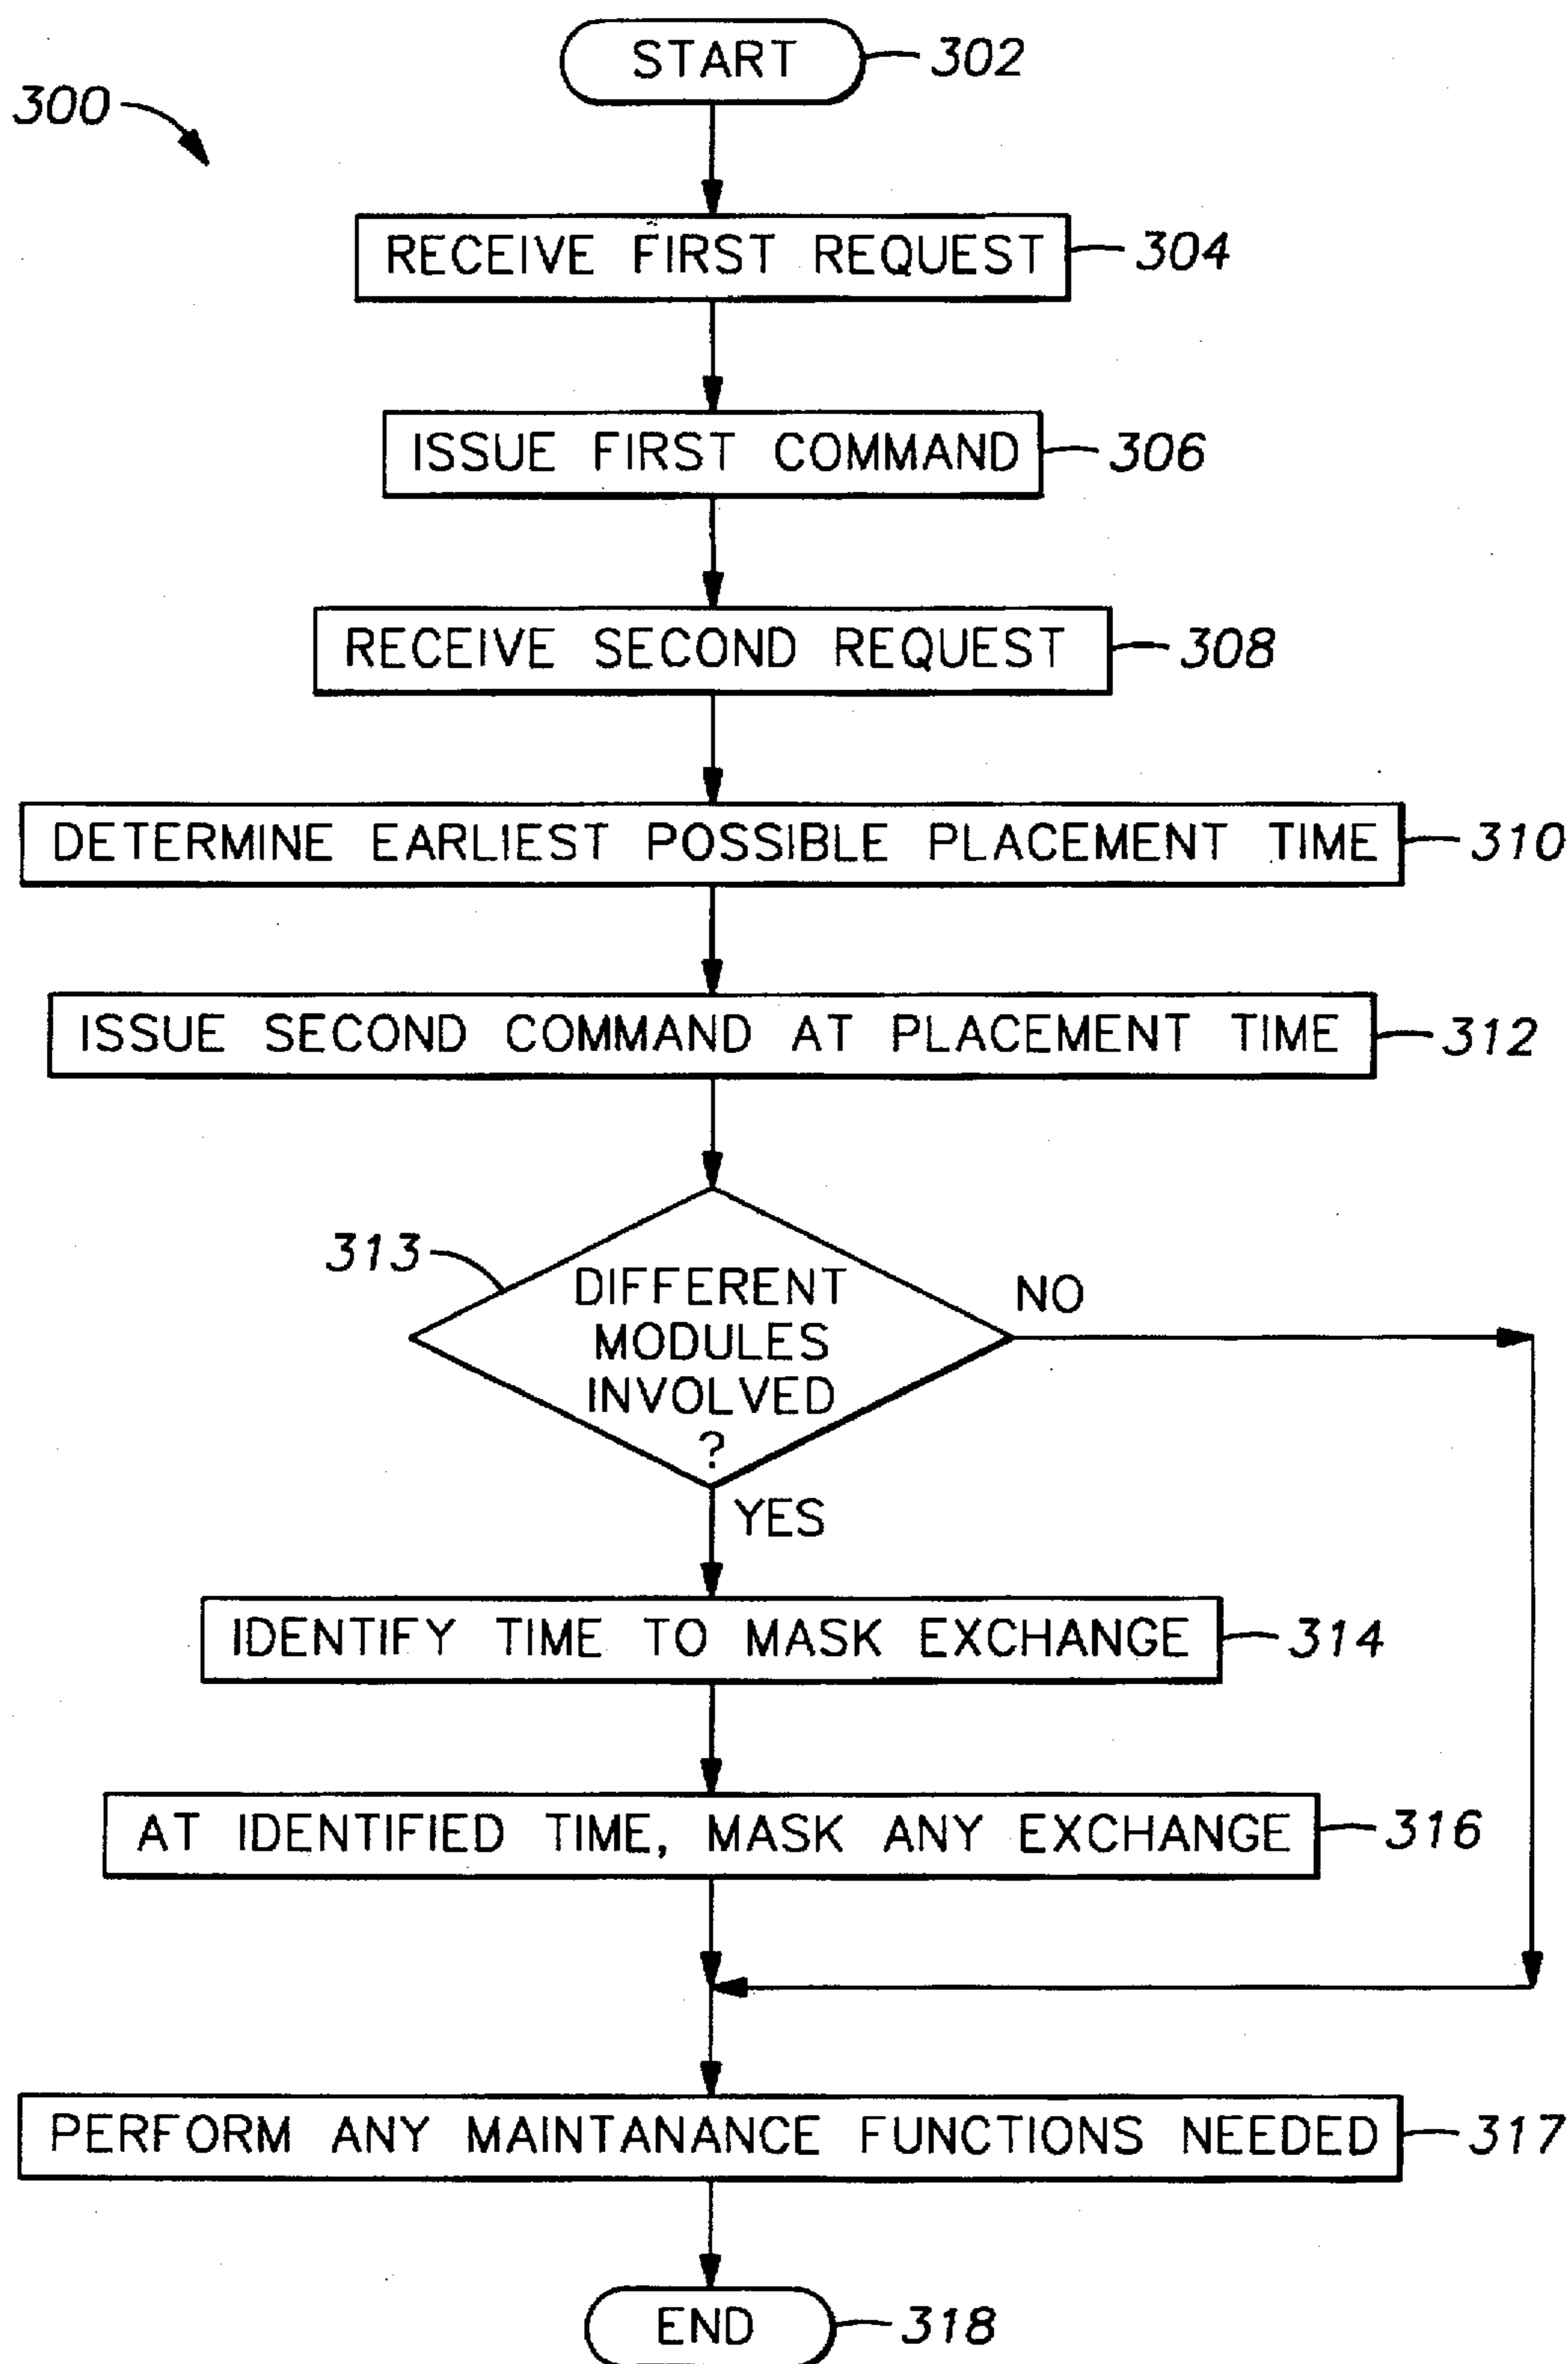 START 302
300
RECEIVE FIRST REQUEST 304
ISSUE FIRST COMMAND 306
RECEIVE SECOND REQUEST 308
DETERMINE EARLIEST POSSIBLE PLACEMENT TIME 310
ISSUE SECOND COMMAND AT PLACEMENT TIME 312
313
DIFFERENT
MODULES
INVOLVED
?
NO
YES
IDENTIFY TIME TO MASK EXCHANGE 314
AT IDENTIFIED TIME, MASK ANY EXCHANGE 316
PERFORM ANY MAINTANANCE FUNCTIONS NEEDED 317
END 318